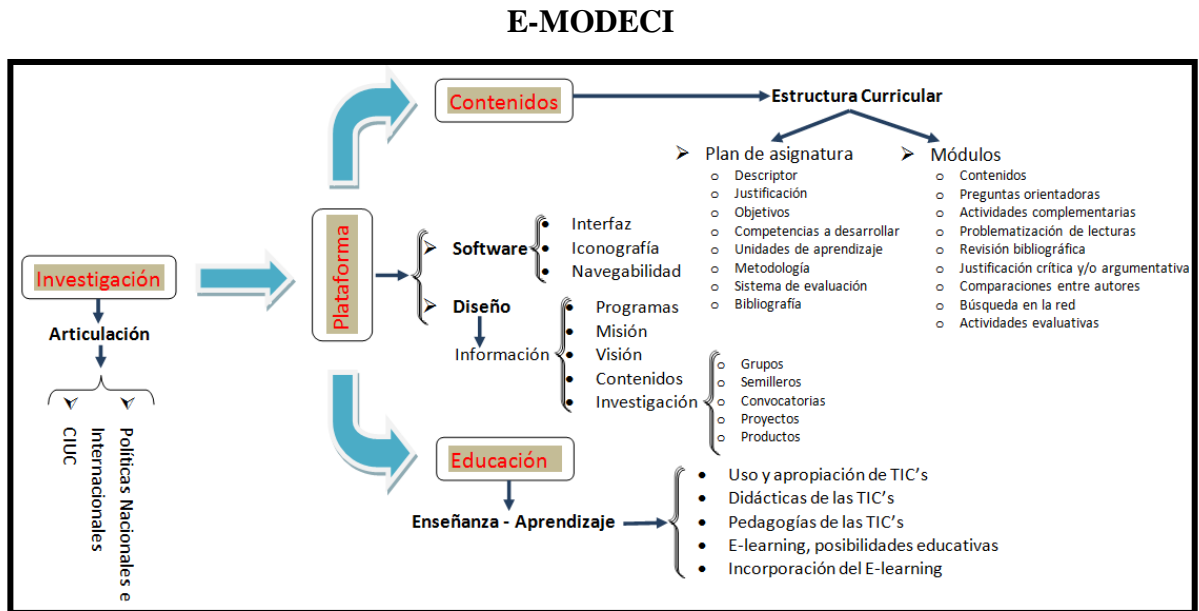 E-MODECI
Contenidos
Estructura Curricular
Plan de asignatura
Descriptor
Justificación
Objetivos
Competencias a desarrollar
Unidades de aprendizaje
Metodología
Sistema de evaluación
Bibliografía
Módulos
Contenidos
Preguntas orientadoras
Actividades complementarias
Problematización de lecturas
Revisión bibliográfica
Justificación crítica y/o argumentativa
Comparaciones entre autores
Búsqueda en la red
Actividades evaluativas
Investigación
Articulación
Políticas Nacionales e
Internacionales
CIUC
Plataforma
Software
Interfaz
Iconografía
Navegabilidad
Diseño
Información
Programas
Misión
Visión
Contenidos
Investigación
Grupos
Semilleros
Convocatorias
Proyectos
Productos
Educación
Enseñanza - Aprendizaje
Uso y apropiación de TIC's
Didácticas de las TIC's
Pedagogías de las TIC's
E-learning, posibilidades educativas
Incorporación del E-learning